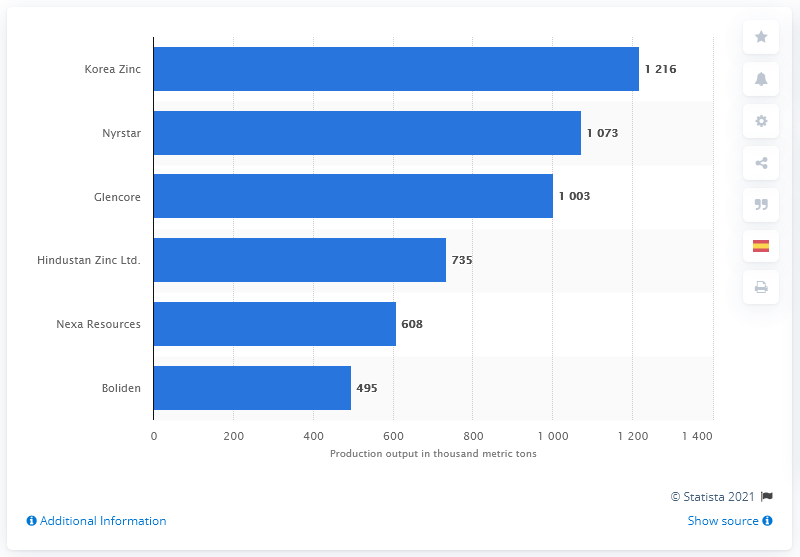 Korea Zinc 1 216
Nyrstar 1 073
Glencore 1 003
Hindustan Zinc Ltd. 735
Nexa Resources 608
Boliden 495
0 200 400 600 800 1 000 1 200 1 400
Production output in thousand metric tons
© Statista 2021
Additional Information Show source